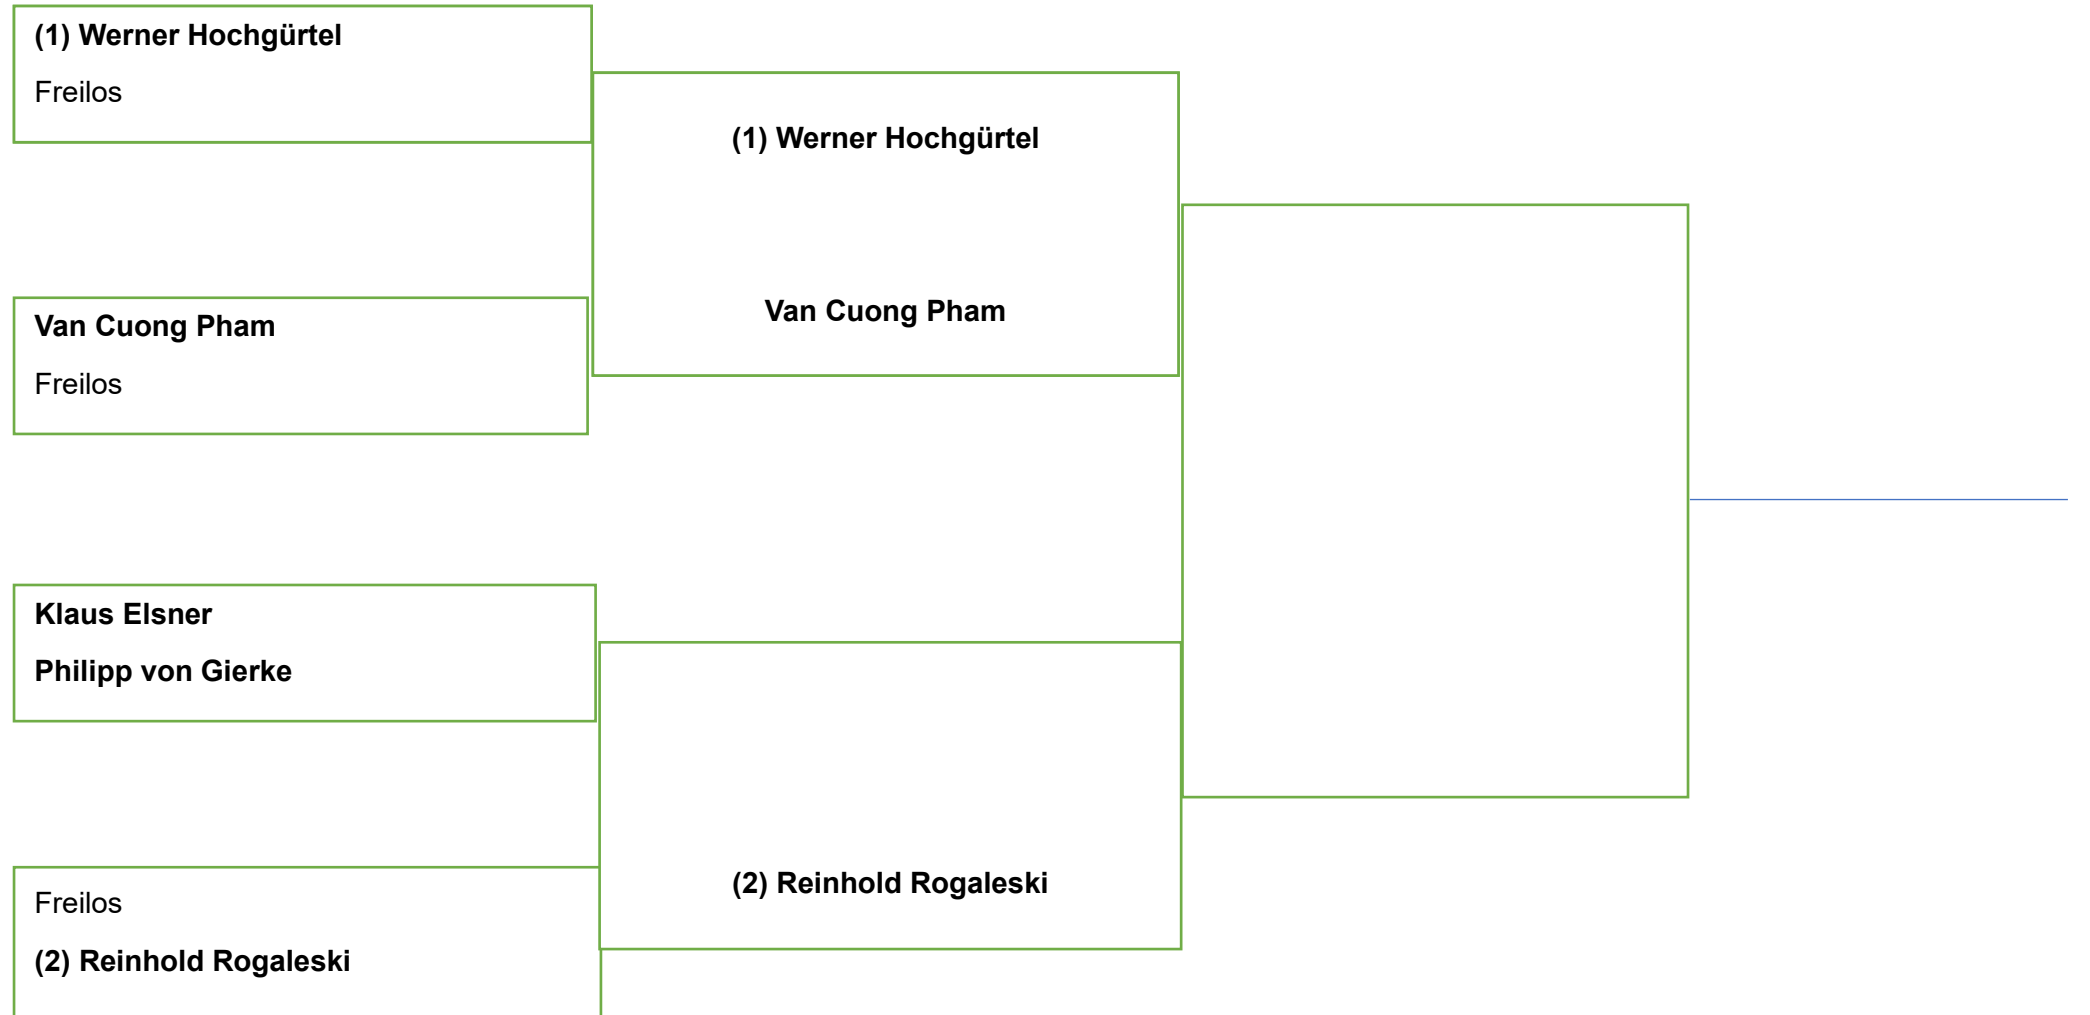 (1) Werner Hochgürtel
Freilos
(1) Werner Hochgürtel
Van Cuong Pham
Van Cuong Pham
Freilos
Klaus Elsner
Philipp von Gierke
(2) Reinhold Rogaleski
Freilos
(2) Reinhold Rogaleski